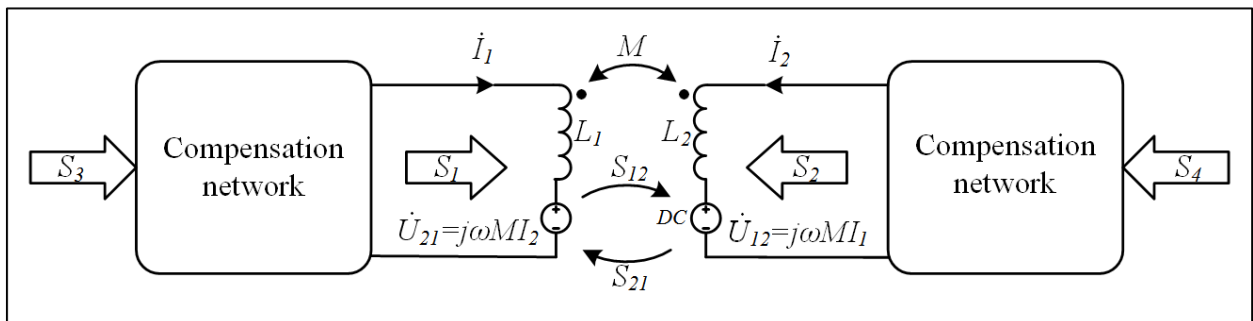 İ₁
M
İ₂
Compensation
network
L₁
L₂
Compensation
network
S₃
S₁
S₁₂
S₂
S₄
DC
U̇₂₁=jωMI₂
U̇₁₂=jωMI₁
S₂₁